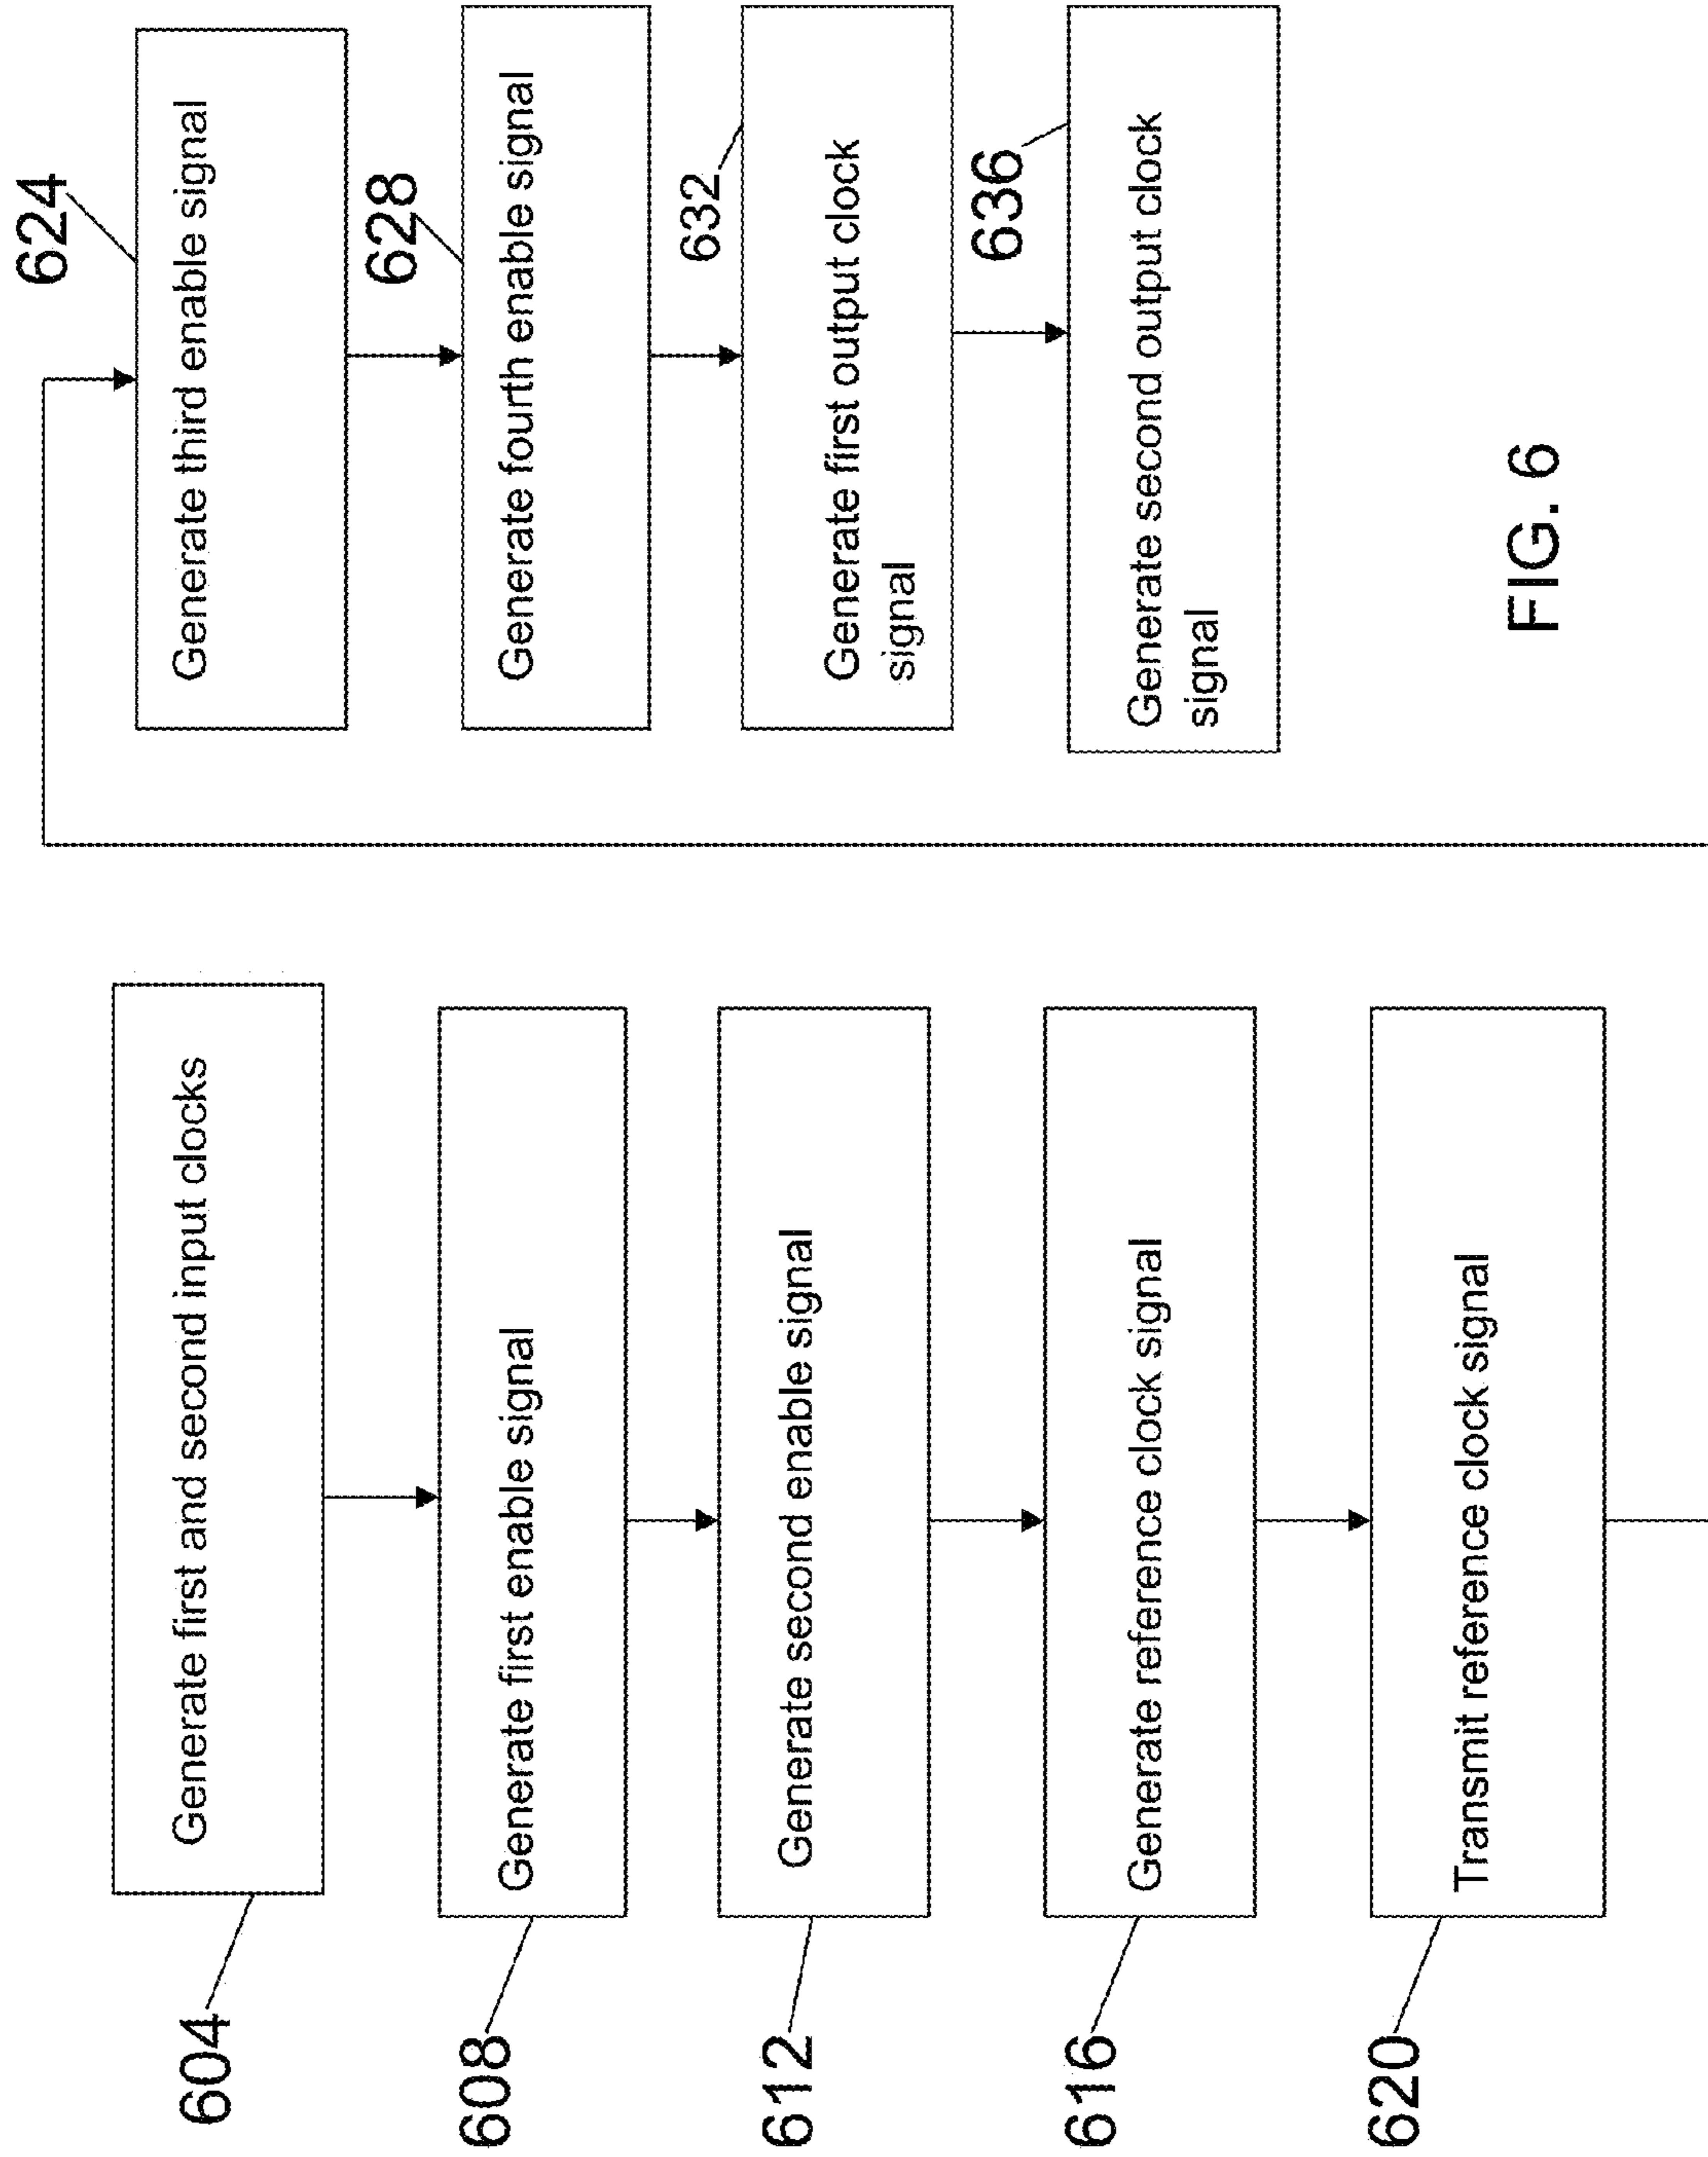 604
Generate first and second input clocks
608
Generate first enable signal
612
Generate second enable signal
616
Generate reference clock signal
620
Transmit reference clock signal
624
Generate third enable signal
628
Generate fourth enable signal
632
Generate first output clock
signal
636
Generate second output clock
signal
FIG. 6